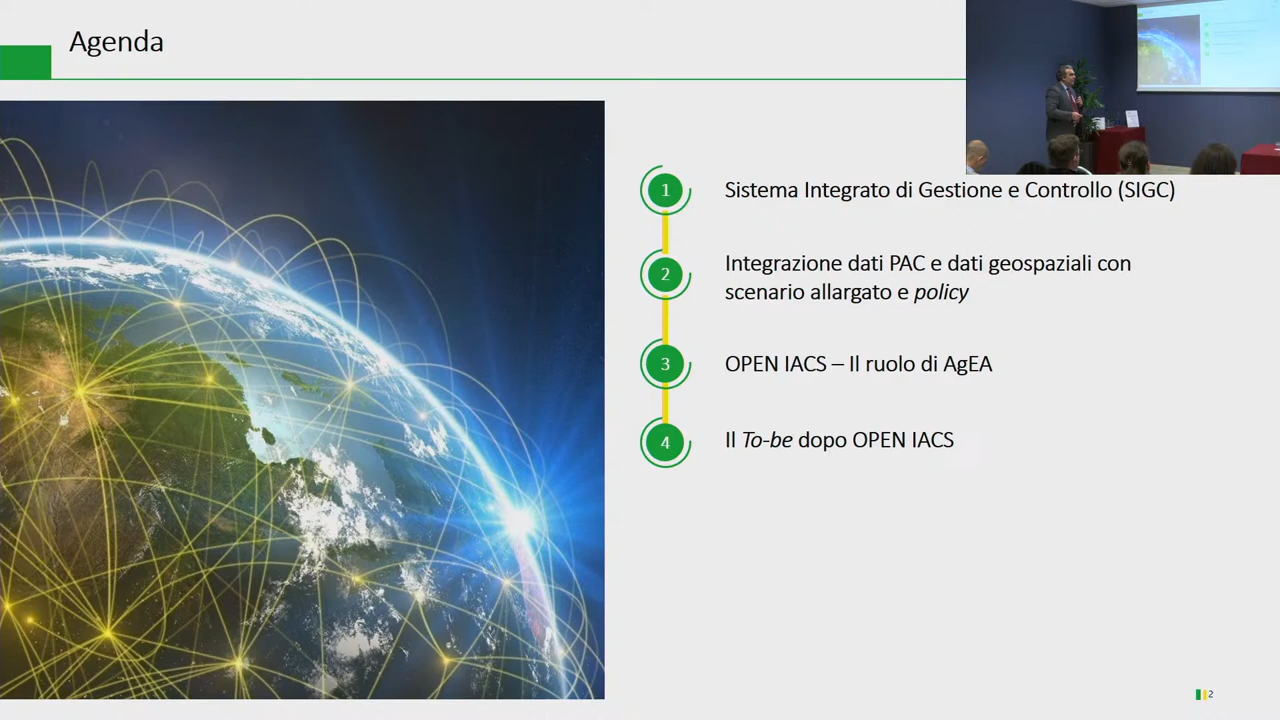 Agenda
1 Sistema Integrato di Gestione e Controllo (SIGC)
2 Integrazione dati PAC e dati geospaziali con
scenario allargato e policy
3 OPEN IACS – Il ruolo di AgEA
4 Il To-be dopo OPEN IACS
2